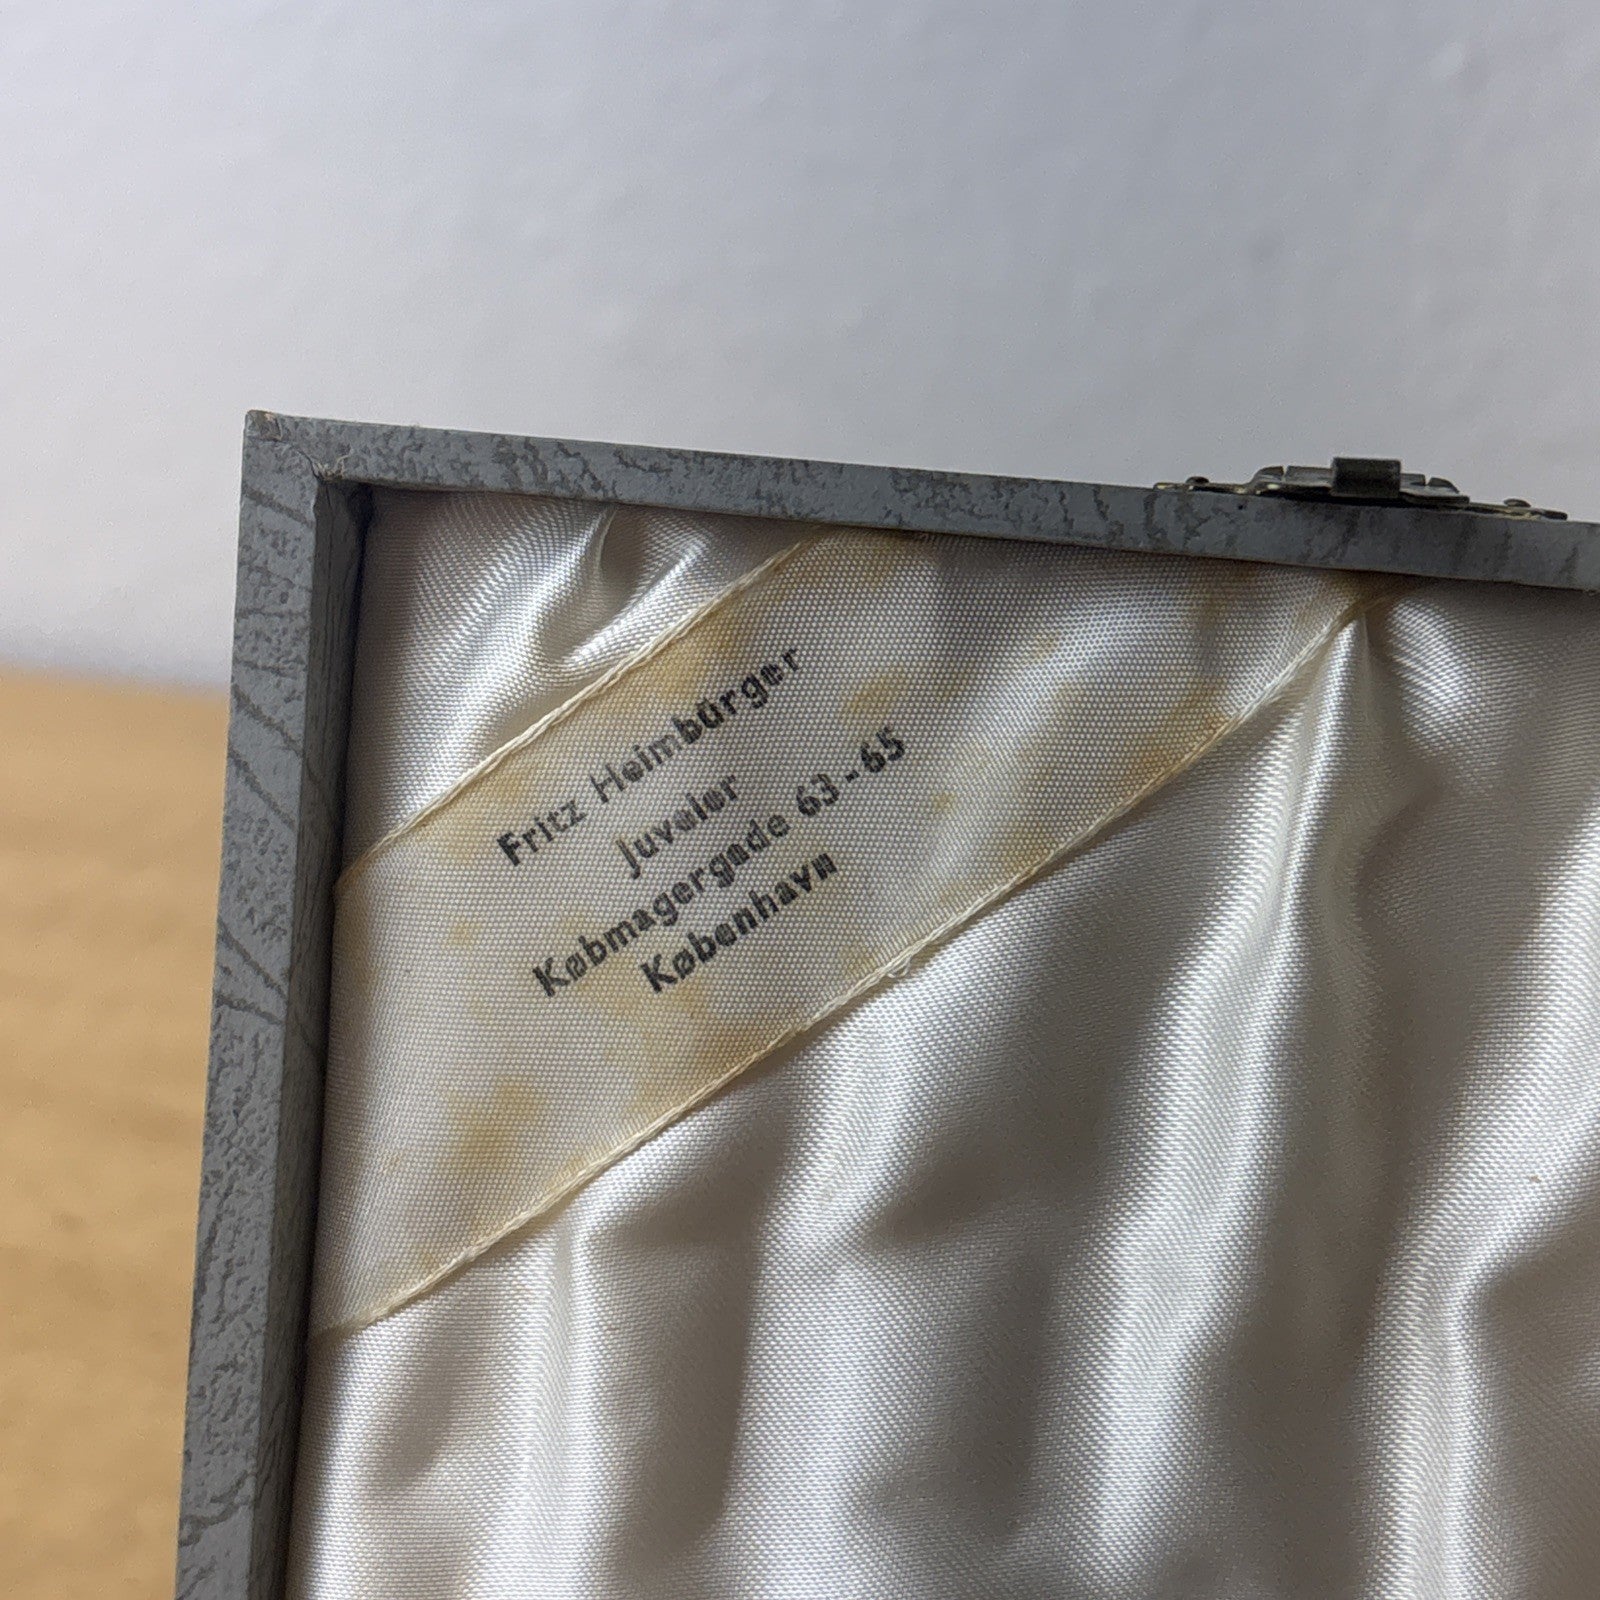 Fritz Heimbürger
Juveler
Købmagergade 63-65
København